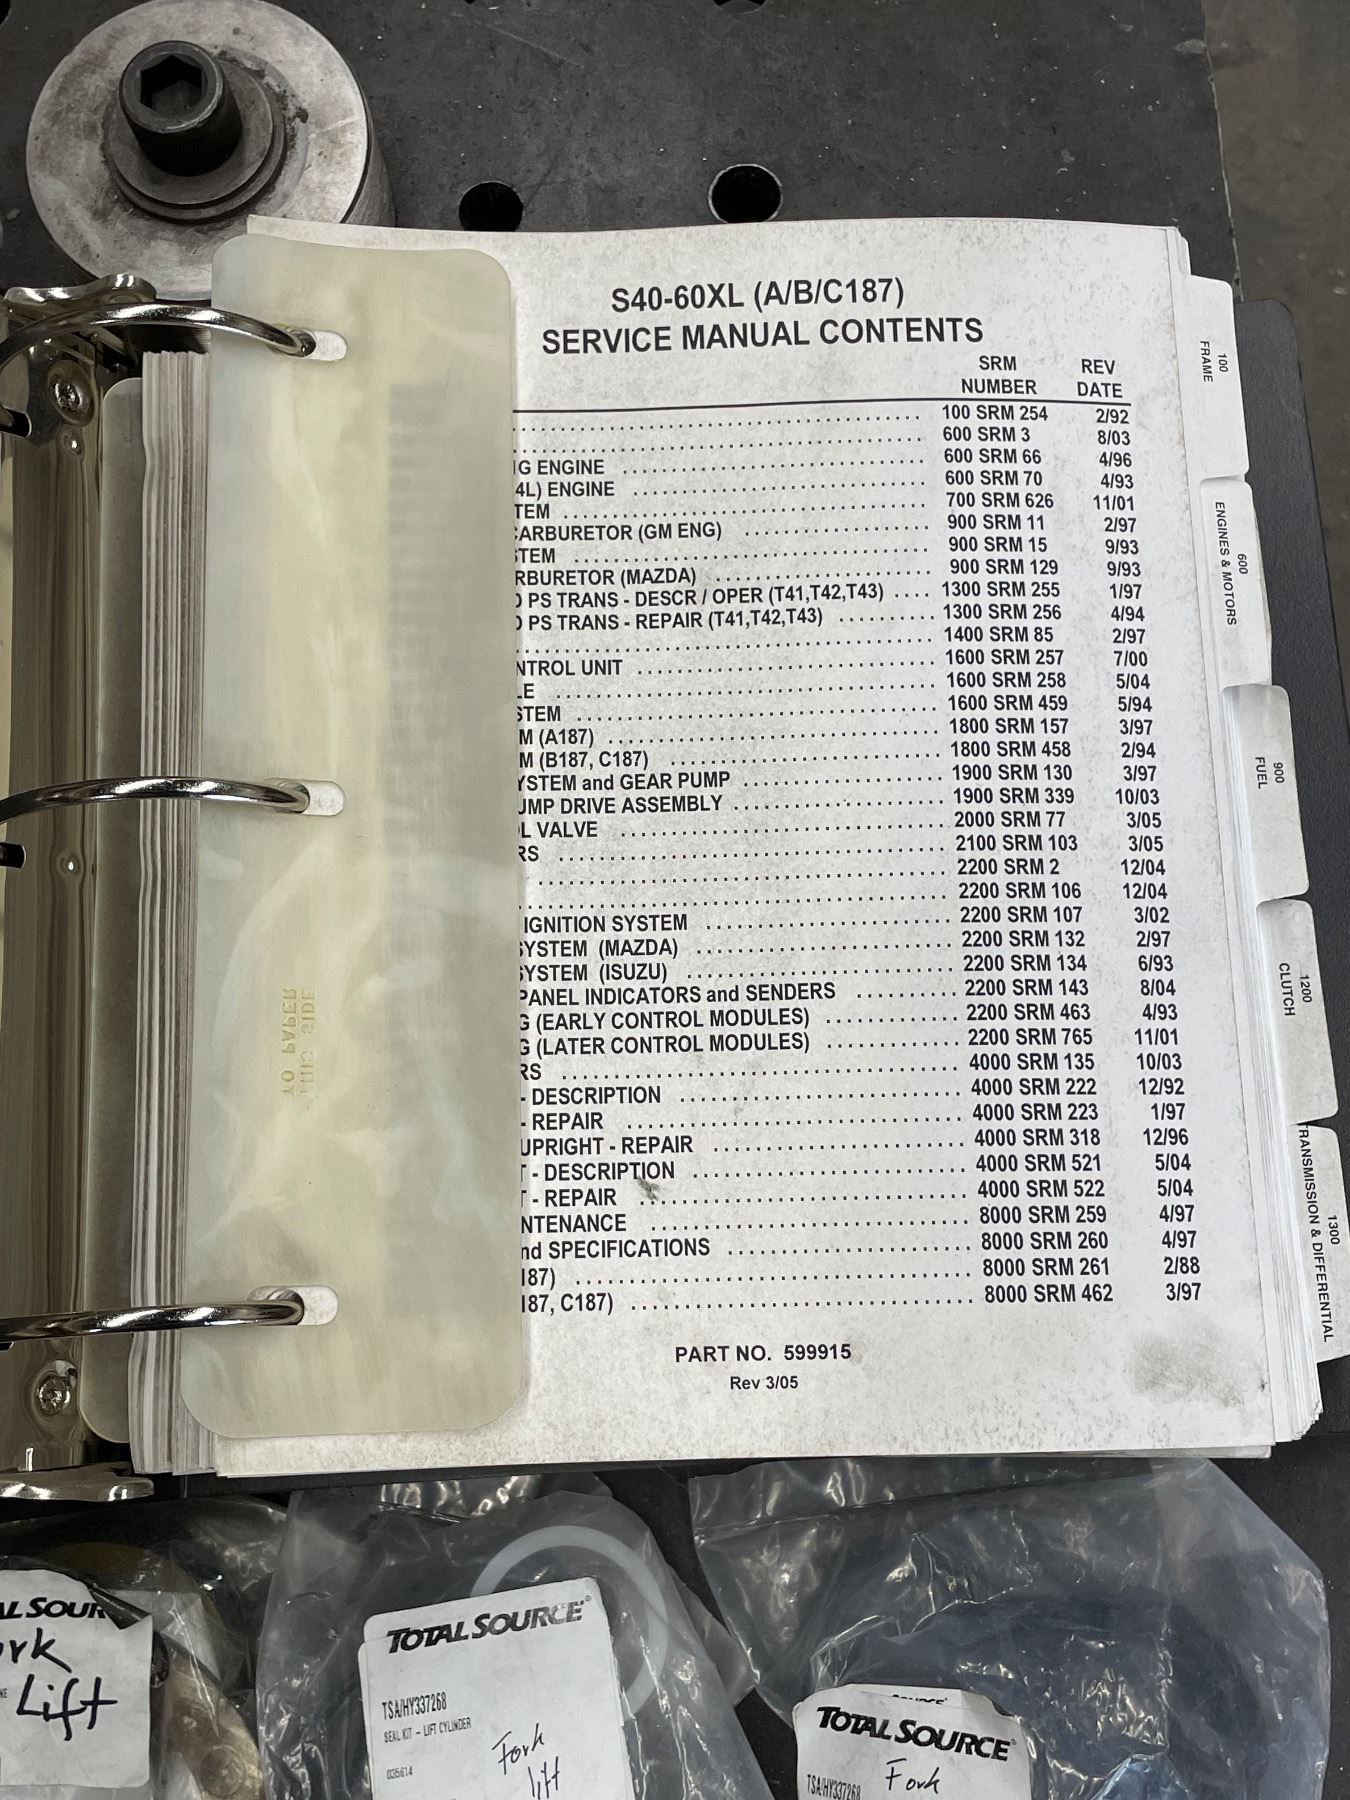 S40-60XL (A/B/C187)
SERVICE MANUAL CONTENTS
SRM NUMBER REV DATE
........ 100 SRM 254 2/92
........ 600 SRM 3 8/03
G ENGINE ........ 600 SRM 66 4/96
4L) ENGINE ........ 600 SRM 70 4/93
TEM ........ 700 SRM 626 11/01
CARBURETOR (GM ENG) ........ 900 SRM 11 2/97
STEM ........ 900 SRM 15 9/93
RBURETOR (MAZDA) ........ 900 SRM 129 9/93
PS TRANS - DESCR / OPER (T41,T42,T43) .... 1300 SRM 255 1/97
PS TRANS - REPAIR (T41,T42,T43) ........ 1300 SRM 256 4/94
........ 1400 SRM 85 2/97
NTROL UNIT ........ 1600 SRM 257 7/00
LE ........ 1600 SRM 258 5/04
STEM ........ 1600 SRM 459 5/94
M (A187) ........ 1800 SRM 157 3/97
M (B187, C187) ........ 1800 SRM 458 2/94
YSTEM and GEAR PUMP ........ 1900 SRM 130 3/97
UMP DRIVE ASSEMBLY ........ 1900 SRM 339 10/03
L VALVE ........ 2000 SRM 77 3/05
RS ........ 2100 SRM 103 3/05
........ 2200 SRM 2 12/04
........ 2200 SRM 106 12/04
IGNITION SYSTEM ........ 2200 SRM 107 3/02
SYSTEM (MAZDA) ........ 2200 SRM 132 2/97
SYSTEM (ISUZU) ........ 2200 SRM 134 6/93
PANEL INDICATORS and SENDERS ........ 2200 SRM 143 8/04
G (EARLY CONTROL MODULES) ........ 2200 SRM 463 4/93
G (LATER CONTROL MODULES) ........ 2200 SRM 765 11/01
RS ........ 4000 SRM 135 10/03
- DESCRIPTION ........ 4000 SRM 222 12/92
- REPAIR ........ 4000 SRM 223 1/97
UPRIGHT - REPAIR ........ 4000 SRM 318 12/96
T - DESCRIPTION ........ 4000 SRM 521 5/04
T - REPAIR ........ 4000 SRM 522 5/04
NTENANCE ........ 8000 SRM 259 4/97
nd SPECIFICATIONS ........ 8000 SRM 260 4/97
187) ........ 8000 SRM 261 2/88
187, C187) ........ 8000 SRM 462 3/97
PART NO. 599915
Rev 3/05
100
FRAME
600
ENGINES & MOTORS
900
FUEL
1200
CLUTCH
1300
TRANSMISSION & DIFFERENTIAL
THIS SIDE
TO PAPER
AL SOUR
ork
Lift
TOTAL SOURCE®
TSA/HY337268
SEAL KIT - LIFT CYLINDER
035614
Fork
lift
TOTAL SOURCE
TSA/HY337268
Fork